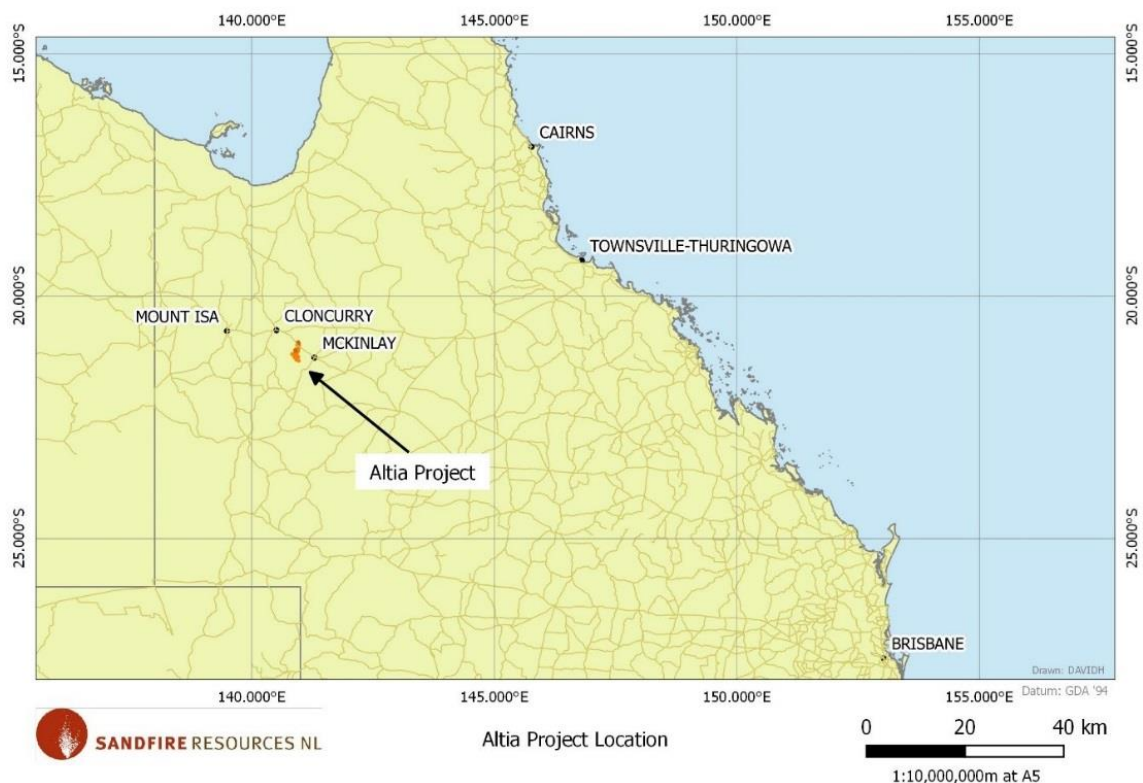 140.000°E 145.000°E 150.000°E 155.000°E
15.000°S 15.000°S
CAIRNS
TOWNSVILLE-THURINGOWA
20.000°S 20.000°S
MOUNT ISA CLONCURRY
MCKINLAY
Altia Project
25.000°S 25.000°S
BRISBANE
Drawn: DAVIDH
140.000°E 145.000°E 150.000°E 155.000°E
Datum: GDA '94
SANDFIRE RESOURCES NL
Altia Project Location
0 20 40 km
1:10,000,000m at A5